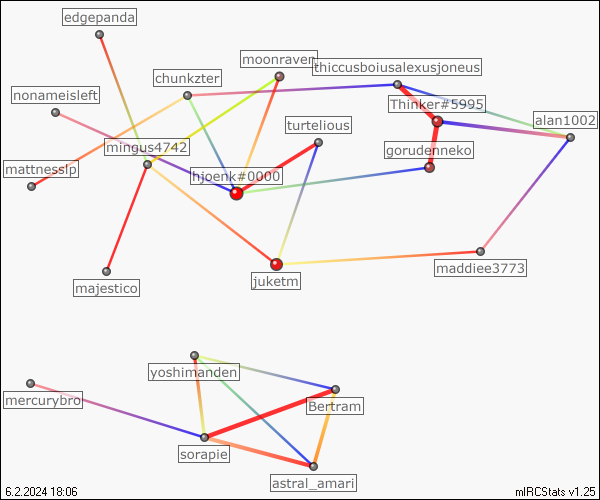 edgepanda
moonraven
thiccusboiusalexusjoneus
chunkzter
nonameisleft
Thinker#5995
alan1002
turtelious
mingus4742
gorudenneko
mattnesslp
hjoenk#0000
maddiee3773
juketm
majestico
yoshimanden
mercurybro
Bertram
sorapie
astral_amari
6.2.2024 18:06
mIRCStats v1.25